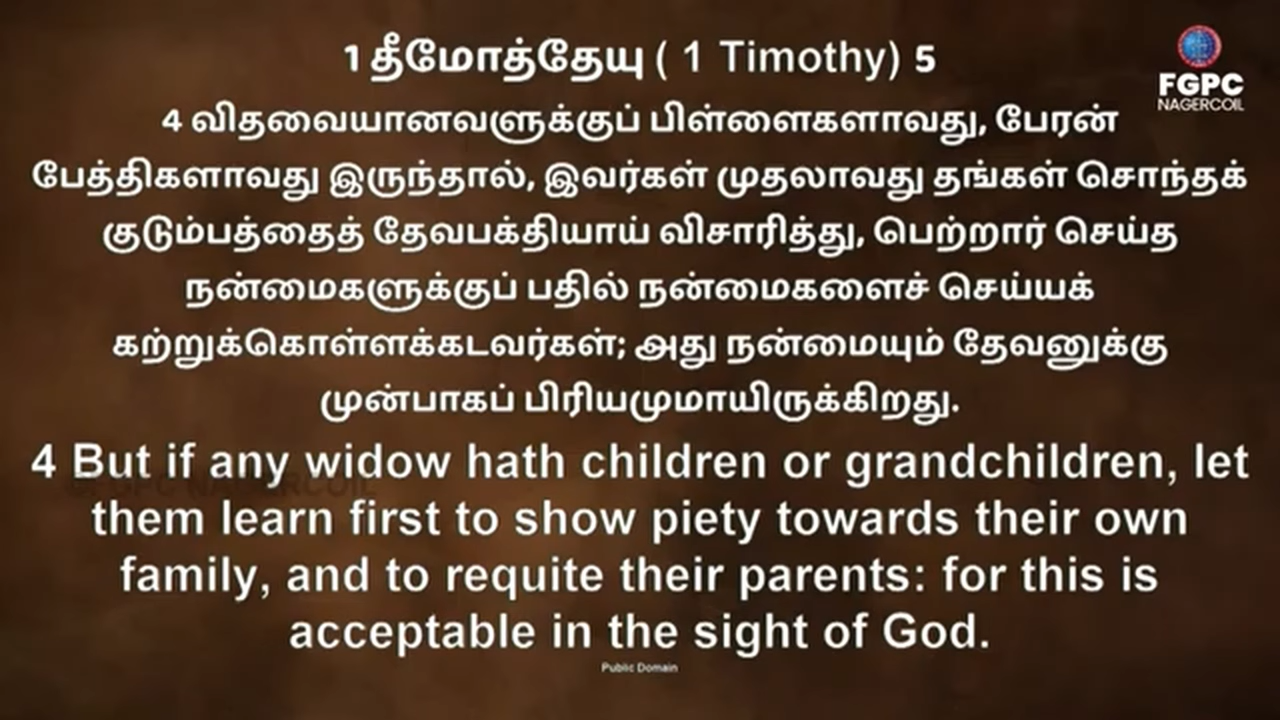 1 தீமோத்தேயு ( 1 Timothy) 5
FGPC
NAGERCOIL
4 விதவையானவளுக்குப் பிள்ளைகளாவது, பேரன்
பேத்திகளாவது இருந்தால், இவர்கள் முதலாவது தங்கள் சொந்தக்
குடும்பத்தைத் தேவபக்தியாய் விசாரித்து, பெற்றார் செய்த
நன்மைகளுக்குப் பதில் நன்மைகளைச் செய்யக்
கற்றுக்கொள்ளக்கடவர்கள்; அது நன்மையும் தேவனுக்கு
முன்பாகப் பிரியமுமாயிருக்கிறது.
4 But if any widow hath children or grandchildren, let
them learn first to show piety towards their own
family, and to requite their parents: for this is
acceptable in the sight of God.
Public Domain